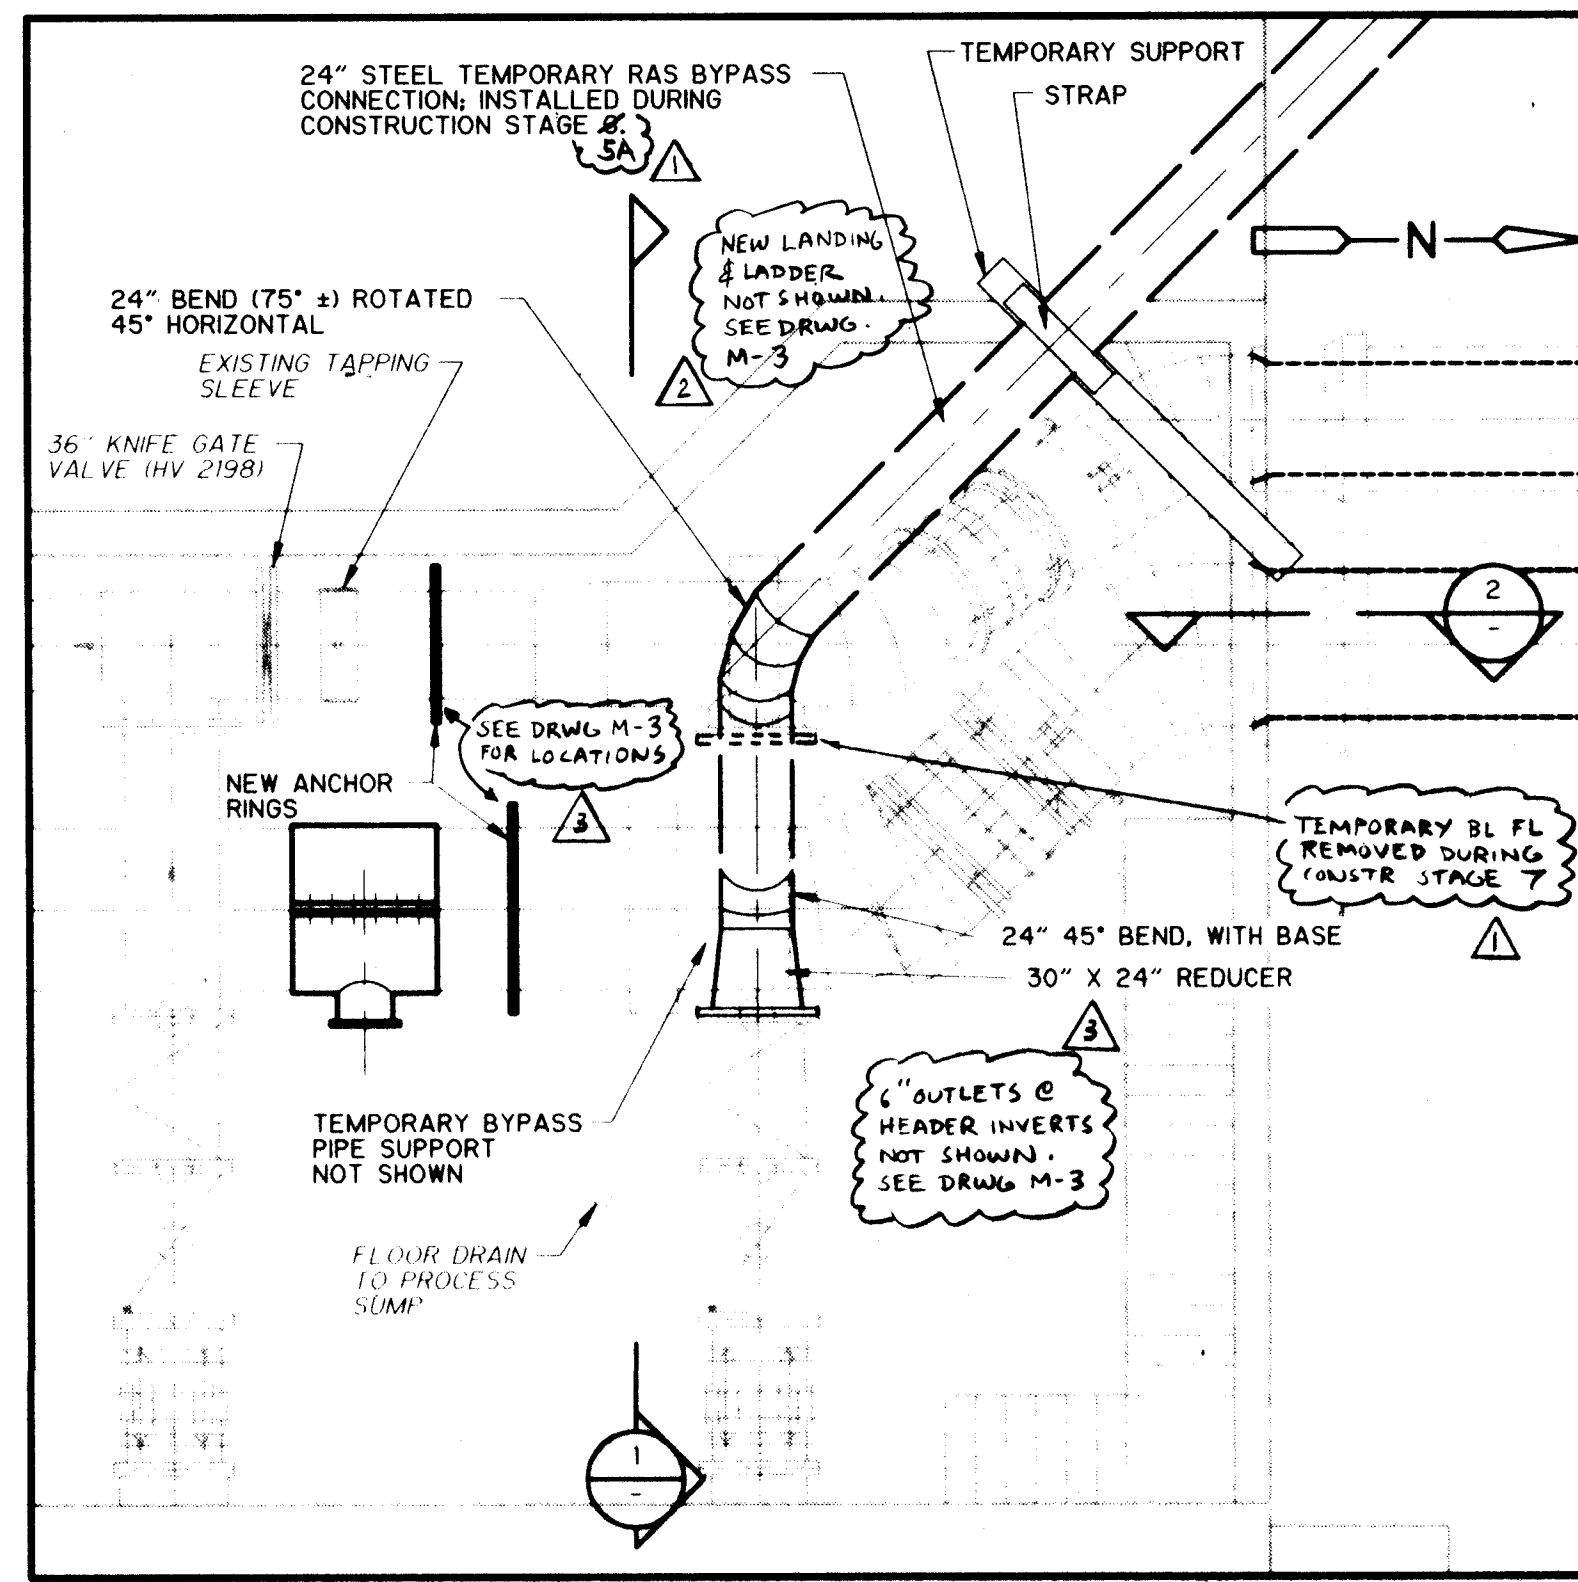 24" STEEL TEMPORARY RAS BYPASS
CONNECTION; INSTALLED DURING
CONSTRUCTION STAGE 6.
5A
1
TEMPORARY SUPPORT
STRAP
N
NEW LANDING
& LADDER
NOT SHOWN.
SEE DRWG.
M-3
2
24" BEND (75° ±) ROTATED
45° HORIZONTAL
EXISTING TAPPING
SLEEVE
36" KNIFE GATE
VALVE (HV 2198)
2
-
SEE DRWG M-3
FOR LOCATIONS
3
NEW ANCHOR
RINGS
TEMPORARY BL FL
REMOVED DURING
CONSTR STAGE 7
1
24" 45° BEND, WITH BASE
30" X 24" REDUCER
3
6" OUTLETS @
HEADER INVERTS
NOT SHOWN.
SEE DRWG M-3
TEMPORARY BYPASS
PIPE SUPPORT
NOT SHOWN
FLOOR DRAIN
TO PROCESS
SUMP
1
-